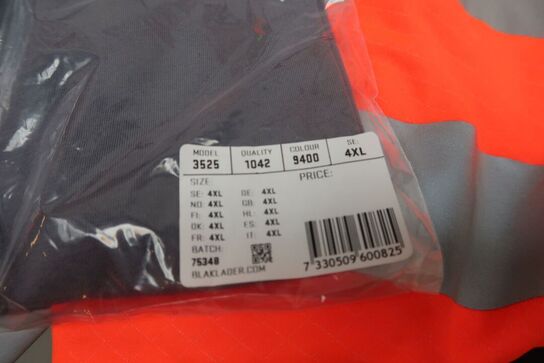 MODEL QUALITY COLOUR SE:
3525 1042 9400 4XL
SIZE PRICE:
SE: 4XL DE: 4XL
NO: 4XL GB: 4XL
FI: 4XL NL: 4XL
DK: 4XL ES: 4XL
FR: 4XL IT: 4XL
BATCH:
75348
BLAKLADER.COM
7 330509 600825